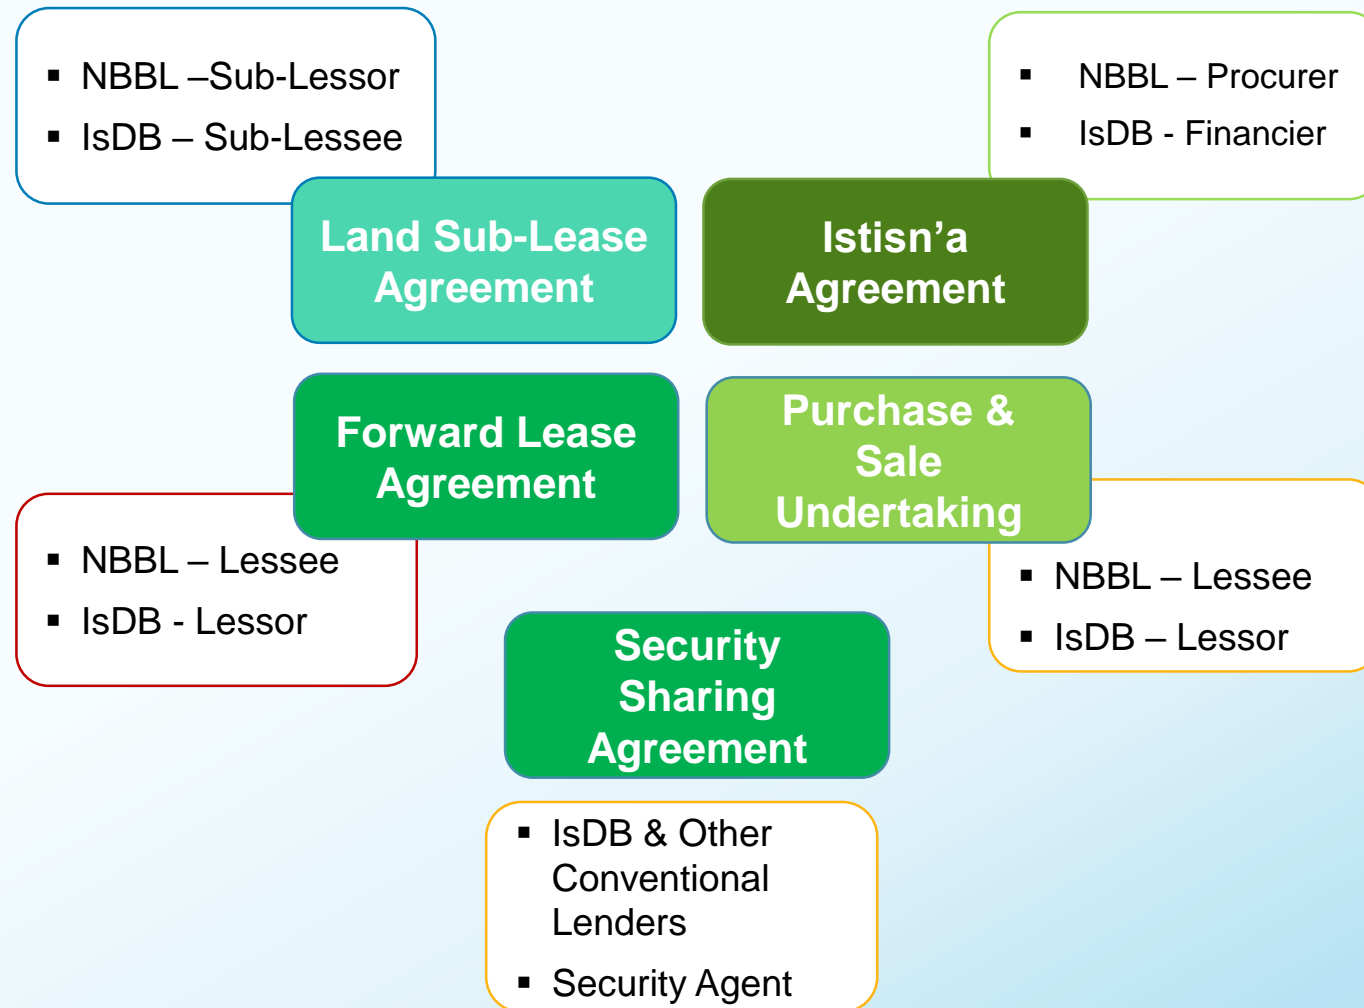 ▪ NBBL –Sub-Lessor
▪ IsDB – Sub-Lessee
▪ NBBL – Procurer
▪ IsDB - Financier
Land Sub-Lease
Agreement
Istisn’a
Agreement
Forward Lease
Agreement
Purchase &
Sale
Undertaking
▪ NBBL – Lessee
▪ IsDB - Lessor
▪ NBBL – Lessee
▪ IsDB – Lessor
Security
Sharing
Agreement
▪ IsDB & Other
Conventional
Lenders
▪ Security Agent